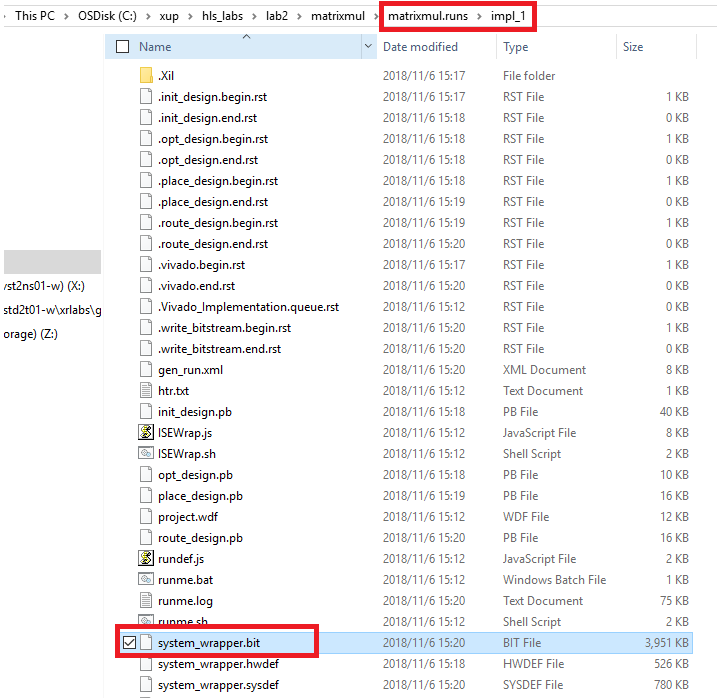 This PC > OSDisk (C:) > xup > hls_labs > lab2 > matrixmul > matrixmul.runs > impl_1
Name Date modified Type Size
.Xil 2018/11/6 15:17 File folder
.init_design.begin.rst 2018/11/6 15:17 RST File 1 KB
.init_design.end.rst 2018/11/6 15:18 RST File 0 KB
.opt_design.begin.rst 2018/11/6 15:18 RST File 1 KB
.opt_design.end.rst 2018/11/6 15:18 RST File 0 KB
.place_design.begin.rst 2018/11/6 15:18 RST File 1 KB
.place_design.end.rst 2018/11/6 15:19 RST File 0 KB
.route_design.begin.rst 2018/11/6 15:19 RST File 1 KB
.route_design.end.rst 2018/11/6 15:20 RST File 0 KB
.vivado.begin.rst 2018/11/6 15:17 RST File 1 KB
.vivado.end.rst 2018/11/6 15:20 RST File 0 KB
.Vivado_Implementation.queue.rst 2018/11/6 15:12 RST File 0 KB
.write_bitstream.begin.rst 2018/11/6 15:20 RST File 1 KB
.write_bitstream.end.rst 2018/11/6 15:20 RST File 0 KB
gen_run.xml 2018/11/6 15:20 XML Document 8 KB
htr.txt 2018/11/6 15:12 Text Document 1 KB
init_design.pb 2018/11/6 15:18 PB File 40 KB
ISEWrap.js 2018/11/6 15:12 JavaScript File 8 KB
ISEWrap.sh 2018/11/6 15:12 Shell Script 2 KB
opt_design.pb 2018/11/6 15:18 PB File 10 KB
place_design.pb 2018/11/6 15:19 PB File 16 KB
project.wdf 2018/11/6 15:12 WDF File 12 KB
route_design.pb 2018/11/6 15:20 PB File 16 KB
rundef.js 2018/11/6 15:12 JavaScript File 2 KB
runme.bat 2018/11/6 15:12 Windows Batch File 1 KB
runme.log 2018/11/6 15:20 Text Document 75 KB
runme.sh 2018/11/6 15:12 Shell Script 2 KB
system_wrapper.bit 2018/11/6 15:20 BIT File 3,951 KB
system_wrapper.hwdef 2018/11/6 15:18 HWDEF File 526 KB
system_wrapper.sysdef 2018/11/6 15:20 SYSDEF File 780 KB
vst2ns01-w) (X:)
std2t01-w\xrlabs\g
orage) (Z:)